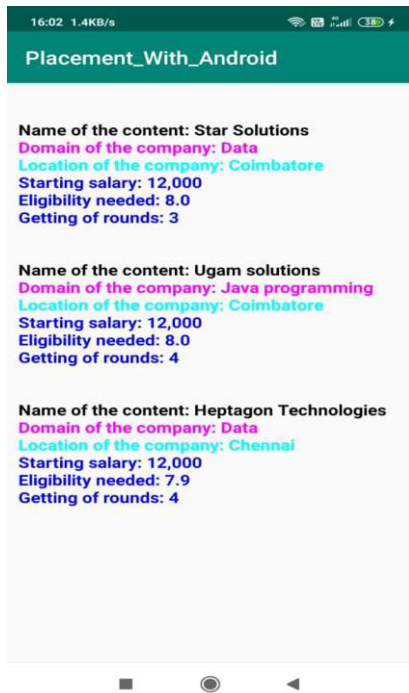 16:02 1.4KB/s 38
Placement_With_Android
Name of the content: Star Solutions
Domain of the company: Data
Location of the company: Coimbatore
Starting salary: 12,000
Eligibility needed: 8.0
Getting of rounds: 3
Name of the content: Ugam solutions
Domain of the company: Java programming
Location of the company: Coimbatore
Starting salary: 12,000
Eligibility needed: 8.0
Getting of rounds: 4
Name of the content: Heptagon Technologies
Domain of the company: Data
Location of the company: Chennai
Starting salary: 12,000
Eligibility needed: 7.9
Getting of rounds: 4